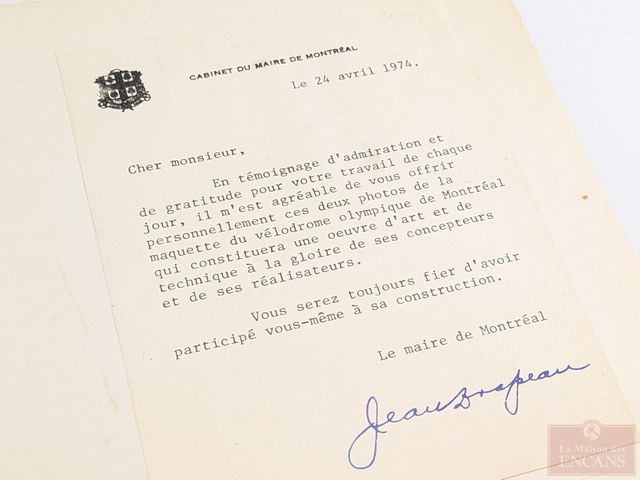 CABINET DU MAIRE DE MONTRÉAL
Le 24 avril 1974.
Cher monsieur,
En témoignage d'admiration et
de gratitude pour votre travail de chaque
jour, il m'est agréable de vous offrir
personnellement ces deux photos de la
maquette du vélodrome olympique de Montréal
qui constituera une oeuvre d'art et de
technique à la gloire de ses concepteurs
et de ses réalisateurs.
Vous serez toujours fier d'avoir
participé vous-même à sa construction.
Le maire de Montréal
Jean Drapeau
La Maison des
ENCANS